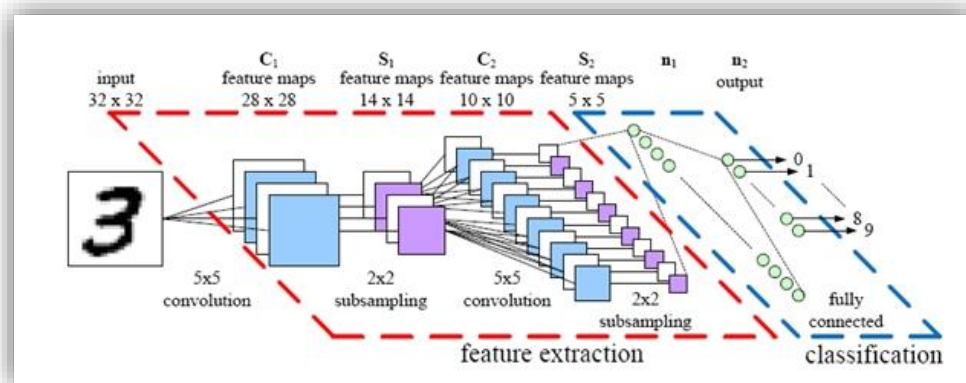 input
32 x 32
C₁
feature maps
28 x 28
S₁
feature maps
14 x 14
C₂
feature maps
10 x 10
S₂
feature maps
5 x 5
n₁
n₂
output
3
0
1
8
9
5x5
convolution
2x2
subsampling
5x5
convolution
2x2
subsampling
fully
connected
feature extraction
classification